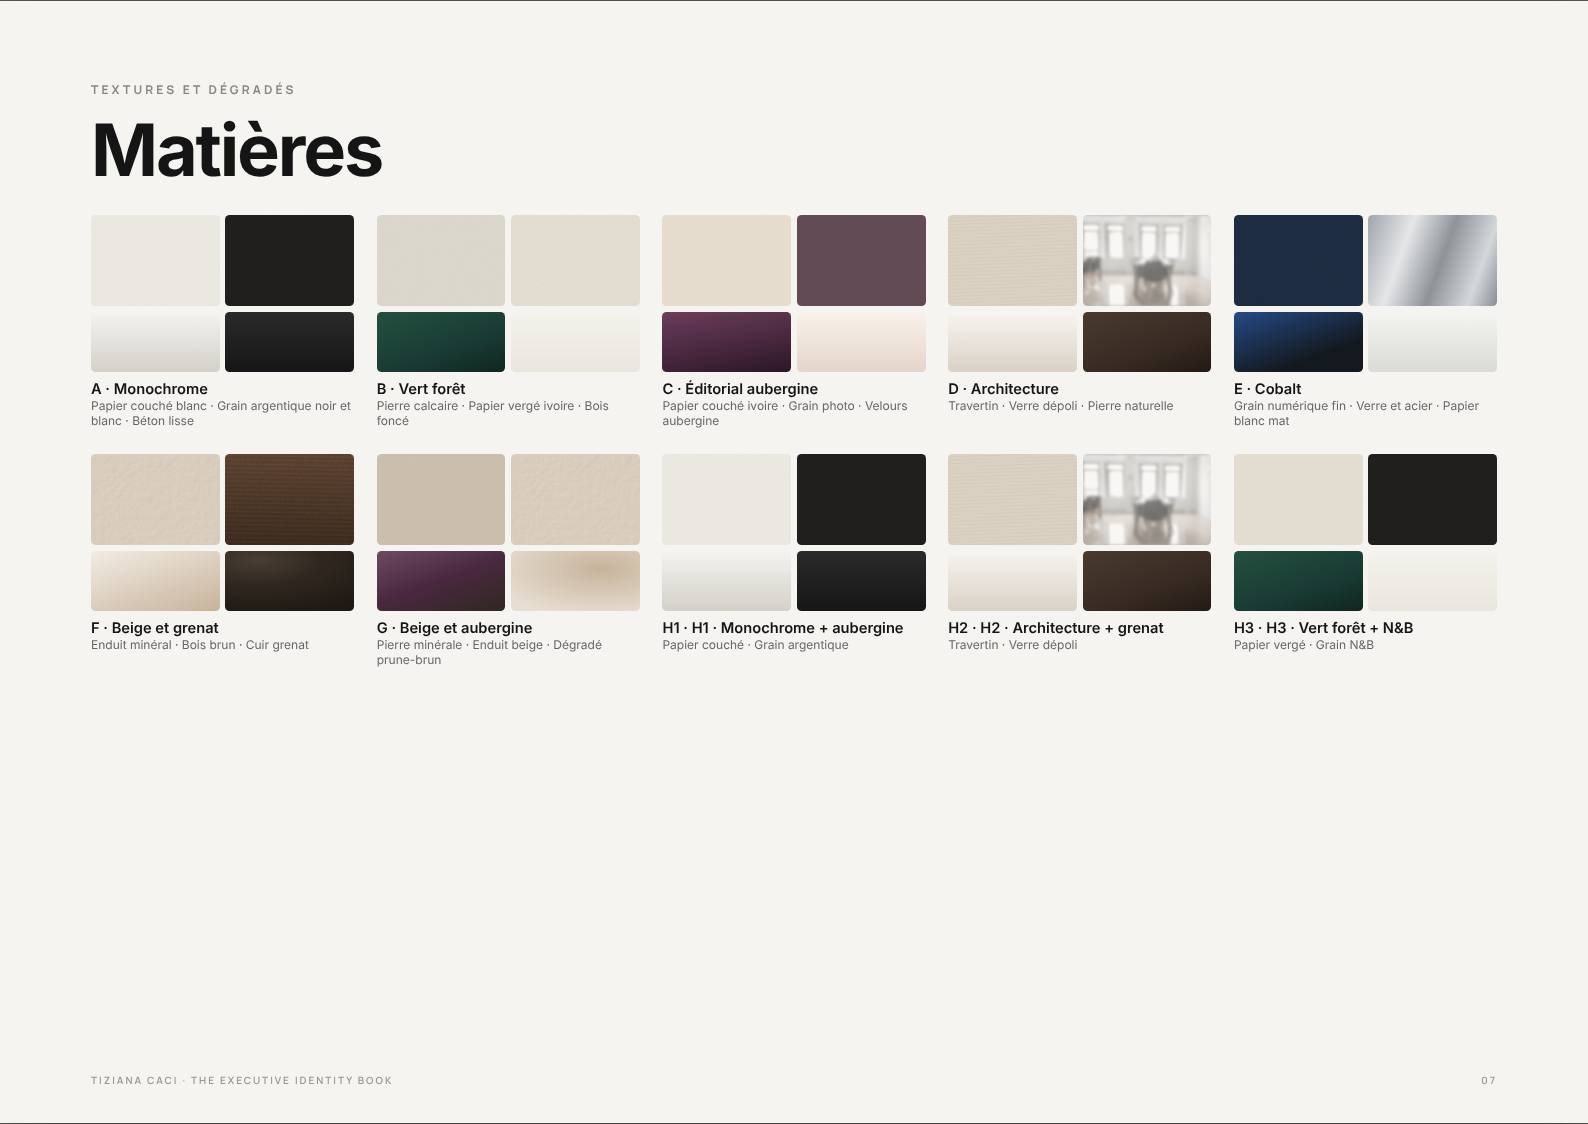 TEXTURES ET DÉGRADÉS
Matières
A · Monochrome
Papier couché blanc · Grain argentique noir et
blanc · Béton lisse
B · Vert forêt
Pierre calcaire · Papier vergé ivoire · Bois
foncé
C · Éditorial aubergine
Papier couché ivoire · Grain photo · Velours
aubergine
D · Architecture
Travertin · Verre dépoli · Pierre naturelle
E · Cobalt
Grain numérique fin · Verre et acier · Papier
blanc mat
F · Beige et grenat
Enduit minéral · Bois brun · Cuir grenat
G · Beige et aubergine
Pierre minérale · Enduit beige · Dégradé
prune-brun
H1 · H1 · Monochrome + aubergine
Papier couché · Grain argentique
H2 · H2 · Architecture + grenat
Travertin · Verre dépoli
H3 · H3 · Vert forêt + N&B
Papier vergé · Grain N&B
TIZIANA CACI · THE EXECUTIVE IDENTITY BOOK
07